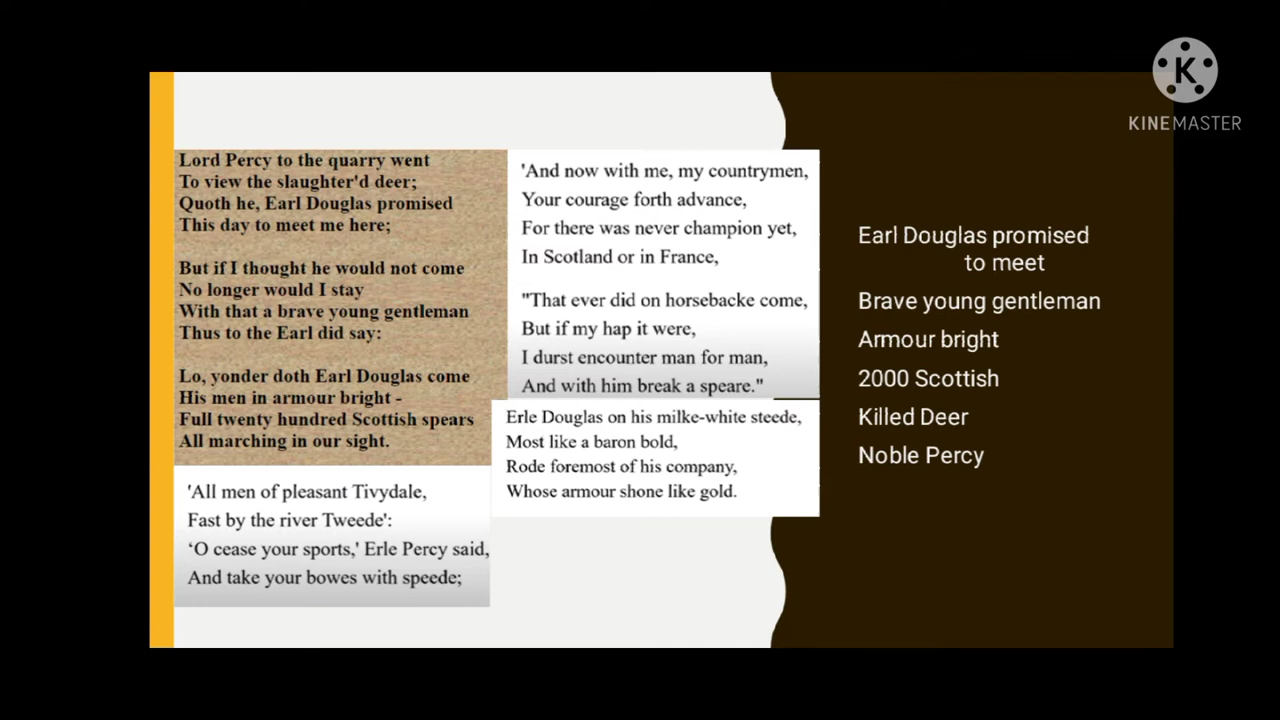 Lord Percy to the quarry went
To view the slaughter'd deer;
Quoth he, Earl Douglas promised
This day to meet me here;
But if I thought he would not come
No longer would I stay
With that a brave young gentleman
Thus to the Earl did say:
Lo, yonder doth Earl Douglas come
His men in armour bright -
Full twenty hundred Scottish spears
All marching in our sight.
'All men of pleasant Tivydale,
Fast by the river Tweede':
‘O cease your sports,' Erle Percy said,
And take your bowes with speede;
'And now with me, my countrymen,
Your courage forth advance,
For there was never champion yet,
In Scotland or in France,
"That ever did on horsebacke come,
But if my hap it were,
I durst encounter man for man,
And with him break a speare."
Erle Douglas on his milke-white steede,
Most like a baron bold,
Rode foremost of his company,
Whose armour shone like gold.
Earl Douglas promised
to meet
Brave young gentleman
Armour bright
2000 Scottish
Killed Deer
Noble Percy
K
KINEMASTER